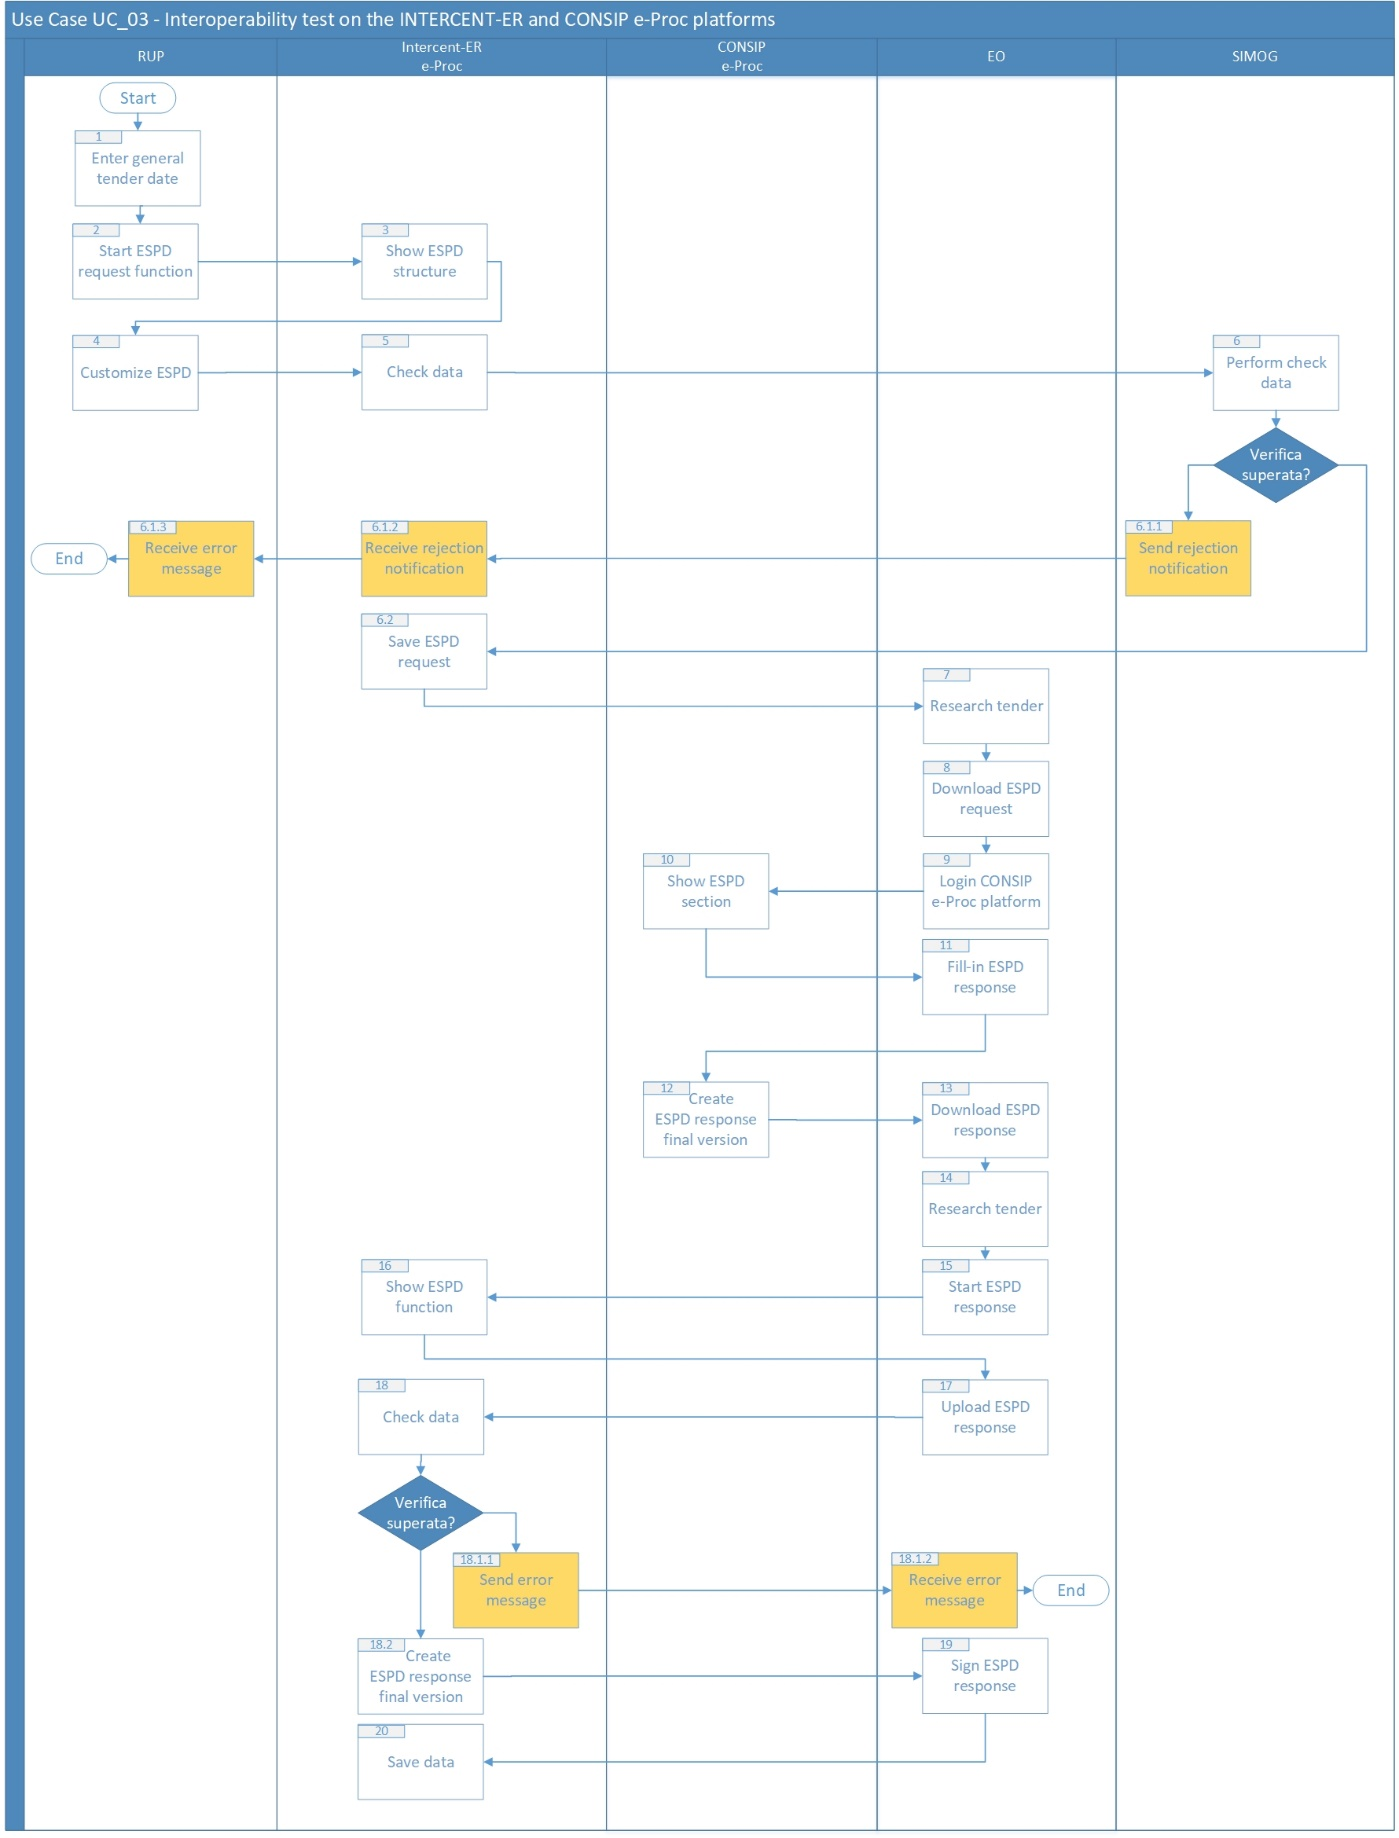 Use Case UC_03 - Interoperability test on the INTERCENT-ER and CONSIP e-Proc platforms
RUP
Intercent-ER
e-Proc
CONSIP
e-Proc
EO
SIMOG
Start
1
Enter general
tender date
2
Start ESPD
request function
3
Show ESPD
structure
4
Customize ESPD
5
Check data
6
Perform check
data
Verifica
superata?
End
6.1.3
Receive error
message
6.1.2
Receive rejection
notification
6.1.1
Send rejection
notification
6.2
Save ESPD
request
7
Research tender
8
Download ESPD
request
10
Show ESPD
section
9
Login CONSIP
e-Proc platform
11
Fill-in ESPD
response
12
Create
ESPD response
final version
13
Download ESPD
response
14
Research tender
16
Show ESPD
function
15
Start ESPD
response
18
Check data
17
Upload ESPD
response
Verifica
superata?
18.1.1
Send error
message
18.1.2
Receive error
message
End
18.2
Create
ESPD response
final version
19
Sign ESPD
response
20
Save data